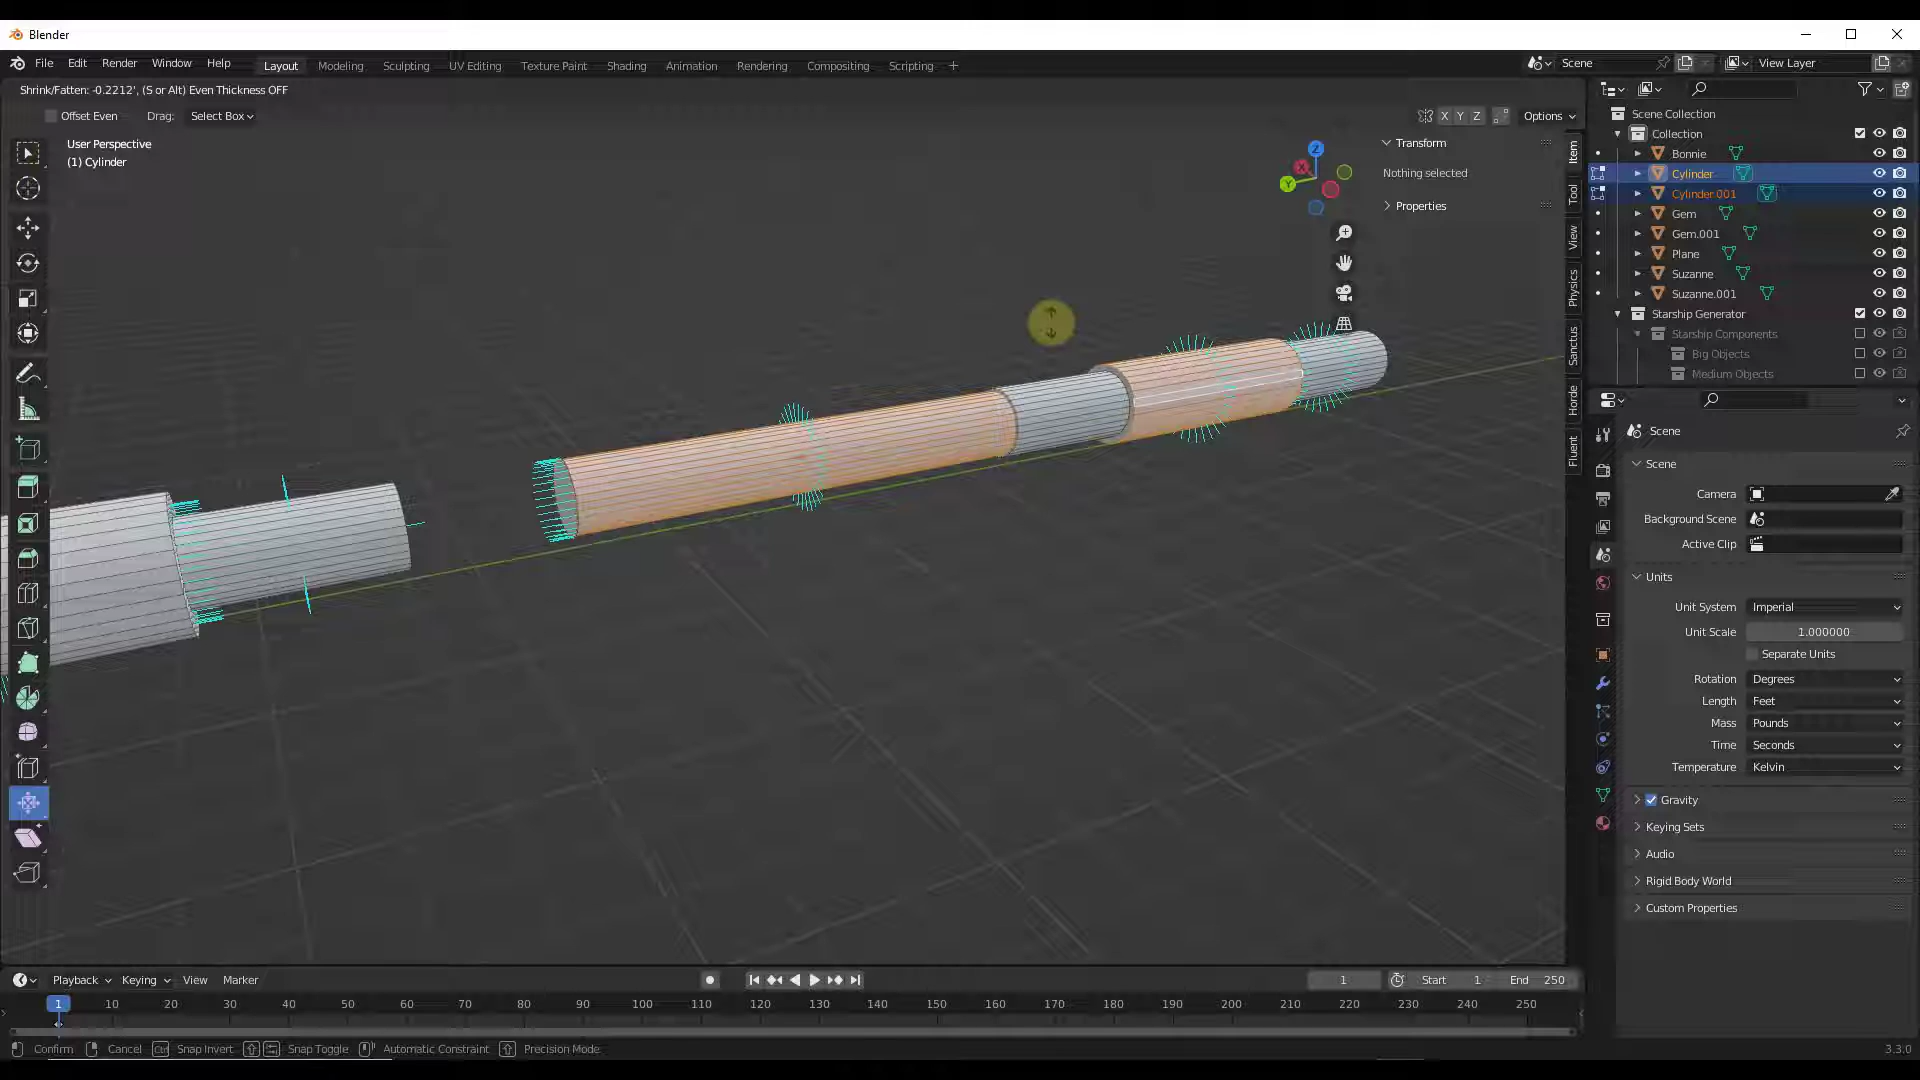 Blender
File Edit Render Window Help
Layout Modeling Sculpting UV Editing Texture Paint Shading Animation Rendering Compositing Scripting +
Scene
View Layer
Shrink/Fatten: -0.2212', (S or Alt) Even Thickness OFF
Offset Even
Drag: Select Box
X Y Z
Options
User Perspective
(1) Cylinder
Z
X
Y
Transform
Nothing selected
Properties
Item
Tool
View
Physics
Sanctus
Horde
Fluent
Scene Collection
Collection
Bonnie
Cylinder
Cylinder.001
Gem
Gem.001
Plane
Suzanne
Suzanne.001
Starship Generator
Starship Components
Big Objects
Medium Objects
Scene
Scene
Camera
Background Scene
Active Clip
Units
Unit System Imperial
Unit Scale 1.000000
Separate Units
Rotation Degrees
Length Feet
Mass Pounds
Time Seconds
Temperature Kelvin
Gravity
Keying Sets
Audio
Rigid Body World
Custom Properties
Playback Keying View Marker
1
Start 1
End 250
1 10 20 30 40 50 60 70 80 90 100 110 120 130 140 150 160 170 180 190 200 210 220 230 240 250
Confirm Cancel Ctrl Snap Invert Snap Toggle Automatic Constraint Precision Mode
3.3.0